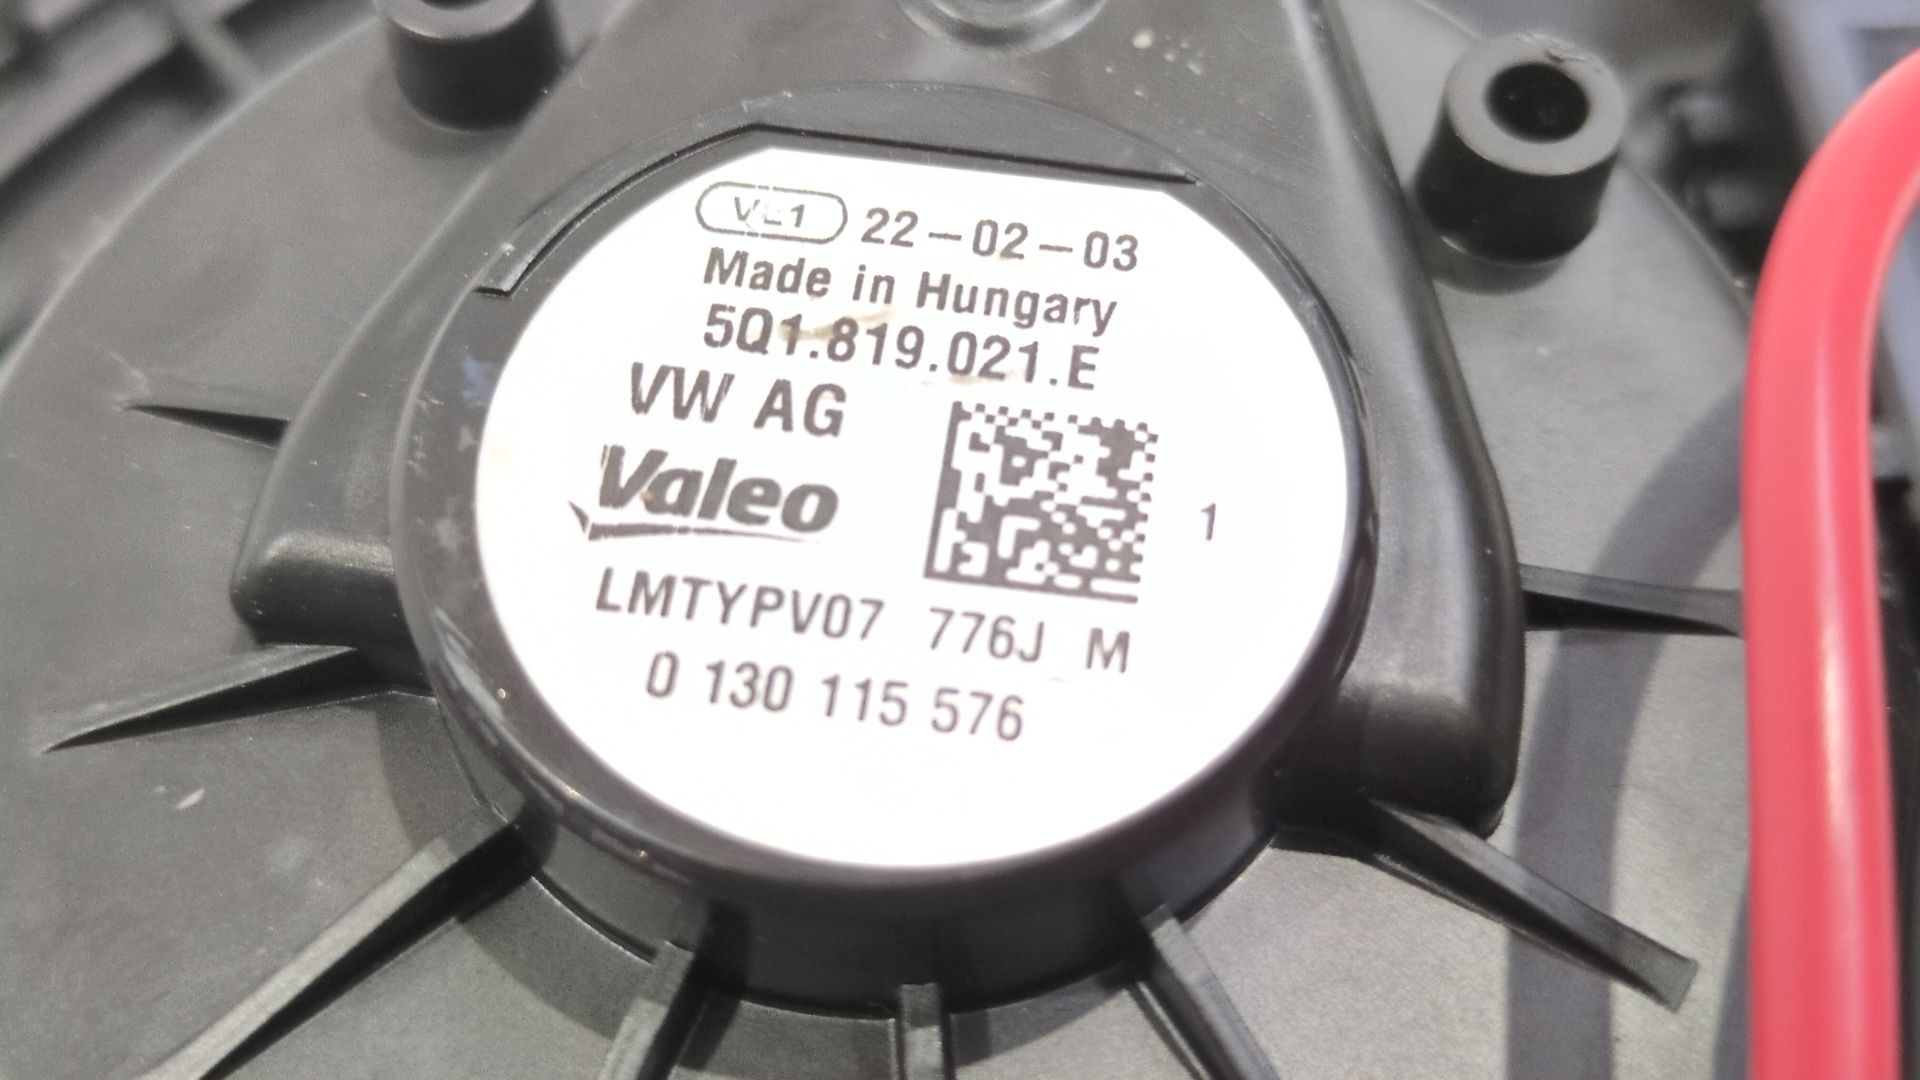 VE1 22-02-03
Made in Hungary
5Q1.819.021.E
VW AG
Valeo
1
LMTYPV07 776J M
0 130 115 576